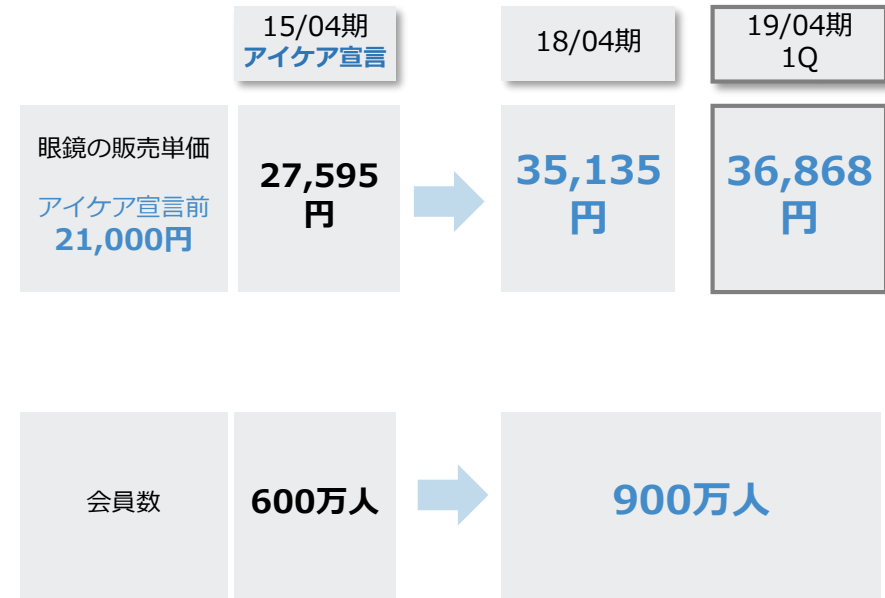 15/04期
アイケア宣言
18/04期
19/04期
1Q
眼鏡の販売単価
アイケア宣言前
21,000円
27,595
円
35,135
円
36,868
円
会員数
600万人
900万人